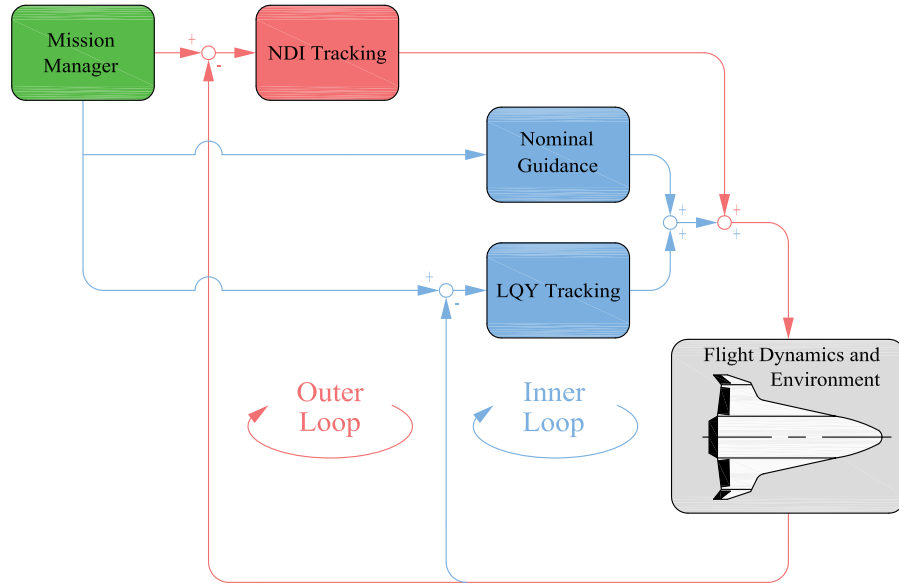 Mission
Manager
+
-
NDI Tracking
Nominal
Guidance
+
+
+
+
+
-
LQY Tracking
Flight Dynamics and
Environment
Outer
Loop
Inner
Loop